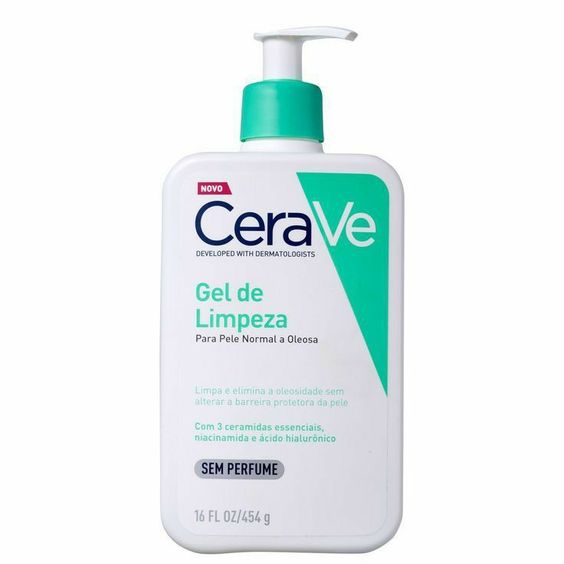 NOVO
CeraVe
DEVELOPED WITH DERMATOLOGISTS
Gel de
Limpeza
Para Pele Normal a Oleosa
Limpa e elimina a oleosidade sem
alterar a barreira protetora da pele
Com 3 ceramidas essenciais,
niacinamida e ácido hialurônico
SEM PERFUME
16 FL OZ/454 g